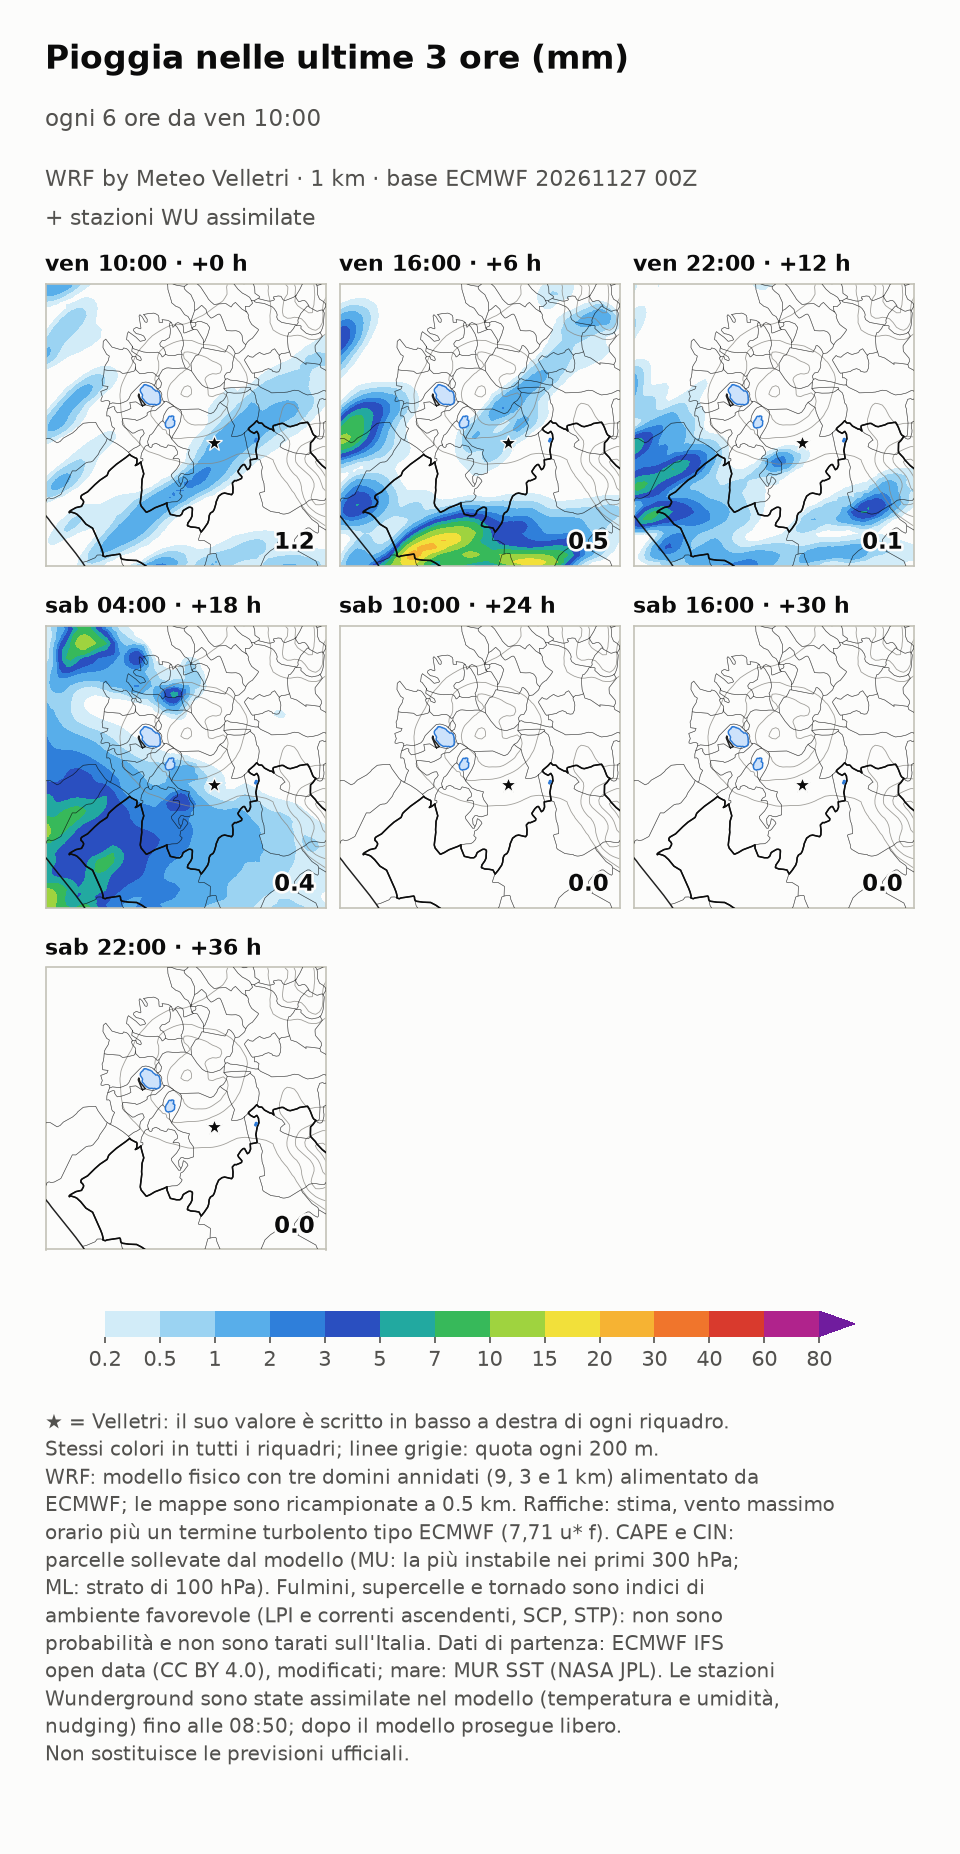 Pioggia nelle ultime 3 ore (mm)
ogni 6 ore da ven 10:00
WRF by Meteo Velletri · 1 km · base ECMWF 20261127 00Z
+ stazioni WU assimilate
ven 10:00 · +0 h
ven 16:00 · +6 h
ven 22:00 · +12 h
1.2
0.5
0.1
sab 04:00 · +18 h
sab 10:00 · +24 h
sab 16:00 · +30 h
0.4
0.0
0.0
sab 22:00 · +36 h
0.0
0.2 0.5 1 2 3 5 7 10 15 20 30 40 60 80
★ = Velletri: il suo valore è scritto in basso a destra di ogni riquadro.
Stessi colori in tutti i riquadri; linee grigie: quota ogni 200 m.
WRF: modello fisico con tre domini annidati (9, 3 e 1 km) alimentato da
ECMWF; le mappe sono ricampionate a 0.5 km. Raffiche: stima, vento massimo
orario più un termine turbolento tipo ECMWF (7,71 u* f). CAPE e CIN:
parcelle sollevate dal modello (MU: la più instabile nei primi 300 hPa;
ML: strato di 100 hPa). Fulmini, supercelle e tornado sono indici di
ambiente favorevole (LPI e correnti ascendenti, SCP, STP): non sono
probabilità e non sono tarati sull'Italia. Dati di partenza: ECMWF IFS
open data (CC BY 4.0), modificati; mare: MUR SST (NASA JPL). Le stazioni
Wunderground sono state assimilate nel modello (temperatura e umidità,
nudging) fino alle 08:50; dopo il modello prosegue libero.
Non sostituisce le previsioni ufficiali.